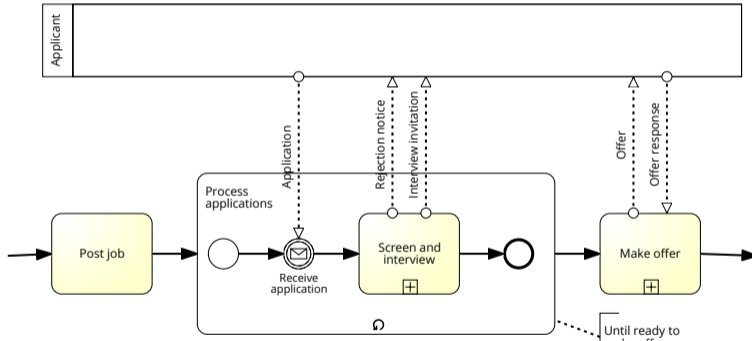 Applicant
Application
Rejection notice
Interview invitation
Offer
Offer response
Process
applications
Post job
Receive
application
Screen and
interview
Make offer
Until ready to